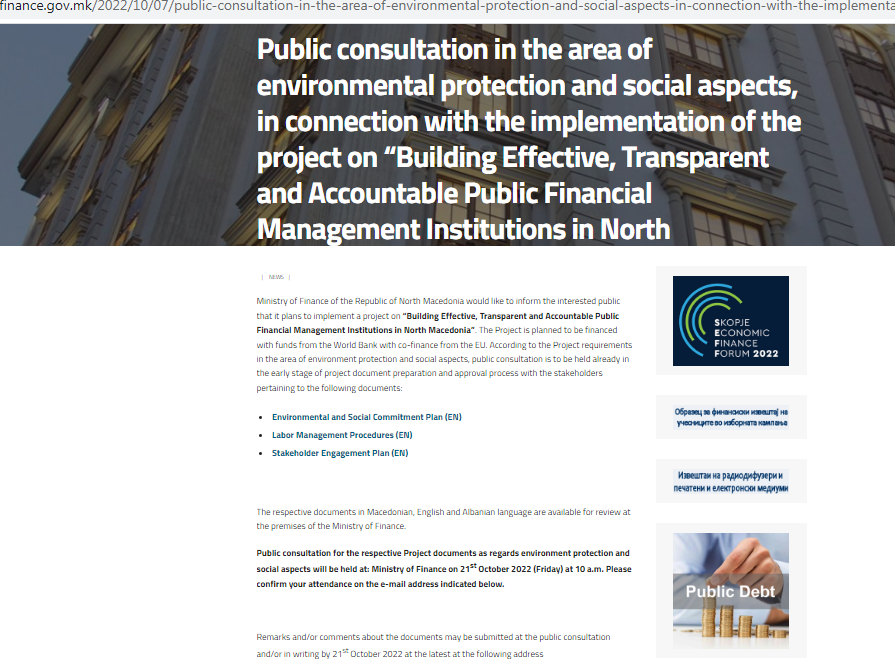 finance.gov.mk/2022/10/07/public-consultation-in-the-area-of-environmental-protection-and-social-aspects-in-connection-with-the-implementa
Public consultation in the area of
environmental protection and social aspects,
in connection with the implementation of the
project on “Building Effective, Transparent
and Accountable Public Financial
Management Institutions in North
| NEWS |
Ministry of Finance of the Republic of North Macedonia would like to inform the interested public
that it plans to implement a project on “Building Effective, Transparent and Accountable Public
Financial Management Institutions in North Macedonia”. The Project is planned to be financed
with funds from the World Bank with co-finance from the EU. According to the Project requirements
in the area of environment protection and social aspects, public consultation is to be held already in
the early stage of project document preparation and approval process with the stakeholders
pertaining to the following documents:
• Environmental and Social Commitment Plan (EN)
• Labor Management Procedures (EN)
• Stakeholder Engagement Plan (EN)
The respective documents in Macedonian, English and Albanian language are available for review at
the premises of the Ministry of Finance.
Public consultation for the respective Project documents as regards environment protection and
social aspects will be held at: Ministry of Finance on 21st October 2022 (Friday) at 10 a.m. Please
confirm your attendance on the e-mail address indicated below.
Remarks and/or comments about the documents may be submitted at the public consultation
and/or in writing by 21st October 2022 at the latest at the following address
SKOPJE
ECONOMIC
FINANCE
FORUM 2022
Образец за финансиски извештај на
учесниците во изборната кампања
Извештаи на радиодифузери и
печатени и електронски медиуми
Public Debt